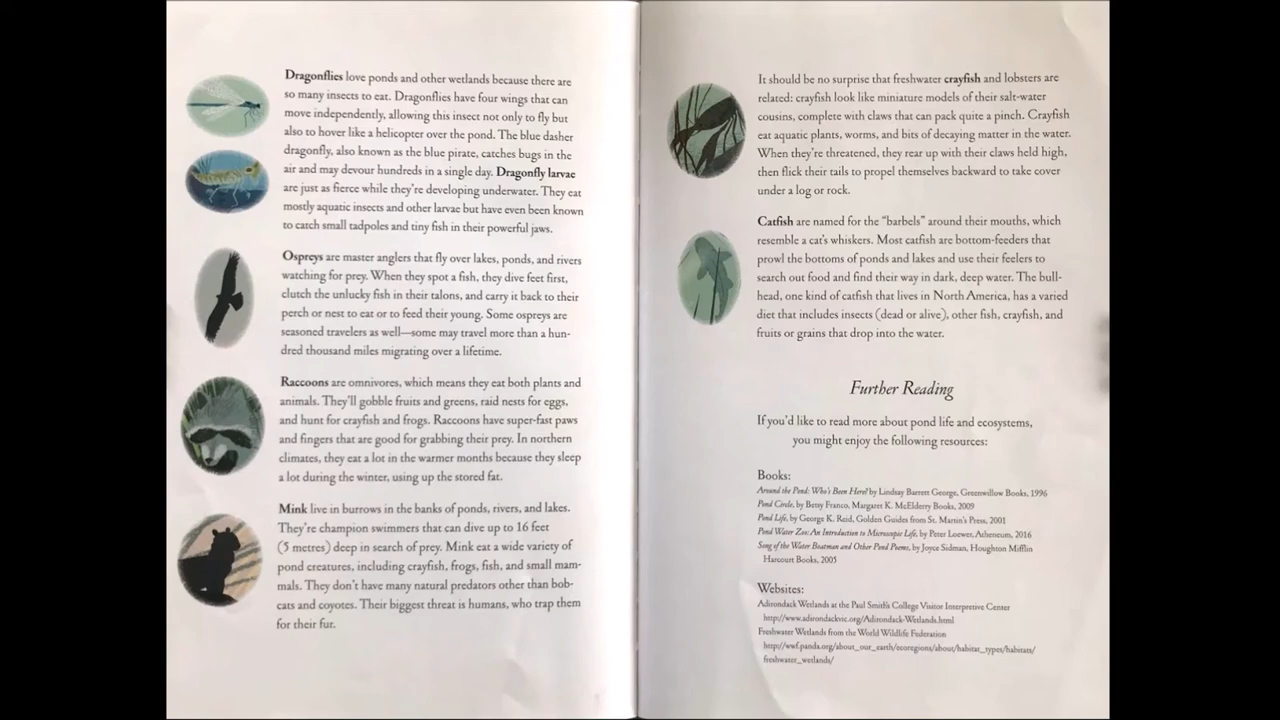 Dragonflies love ponds and other wetlands because there are
so many insects to eat. Dragonflies have four wings that can
move independently, allowing this insect not only to fly but
also to hover like a helicopter over the pond. The blue dasher
dragonfly, also known as the blue pirate, catches bugs in the
air and may devour hundreds in a single day. Dragonfly larvae
are just as fierce while they're developing underwater. They eat
mostly aquatic insects and other larvae but have even been known
to catch small tadpoles and tiny fish in their powerful jaws.
Ospreys are master anglers that fly over lakes, ponds, and rivers
watching for prey. When they spot a fish, they dive feet first,
clutch the unlucky fish in their talons, and carry it back to their
perch or nest to eat or to feed their young. Some ospreys are
seasoned travelers as well—some may travel more than a hun-
dred thousand miles migrating over a lifetime.
Raccoons are omnivores, which means they eat both plants and
animals. They'll gobble fruits and greens, raid nests for eggs,
and hunt for crayfish and frogs. Raccoons have super-fast paws
and fingers that are good for grabbing their prey. In northern
climates, they eat a lot in the warmer months because they sleep
a lot during the winter, using up the stored fat.
Mink live in burrows in the banks of ponds, rivers, and lakes.
They're champion swimmers that can dive up to 16 feet
(5 metres) deep in search of prey. Mink eat a wide variety of
pond creatures, including crayfish, frogs, fish, and small mam-
mals. They don't have many natural predators other than bob-
cats and coyotes. Their biggest threat is humans, who trap them
for their fur.
It should be no surprise that freshwater crayfish and lobsters are
related: crayfish look like miniature models of their salt-water
cousins, complete with claws that can pack quite a pinch. Crayfish
eat aquatic plants, worms, and bits of decaying matter in the water.
When they're threatened, they rear up with their claws held high,
then flick their tails to propel themselves backward to take cover
under a log or rock.
Catfish are named for the "barbels" around their mouths, which
resemble a cat's whiskers. Most catfish are bottom-feeders that
prowl the bottoms of ponds and lakes and use their feelers to
search out food and find their way in dark, deep water. The bull-
head, one kind of catfish that lives in North America, has a varied
diet that includes insects (dead or alive), other fish, crayfish, and
fruits or grains that drop into the water.
Further Reading
If you'd like to read more about pond life and ecosystems,
you might enjoy the following resources:
Books:
Around the Pond: Who's Been Here? by Lindsay Barrett George, Greenwillow Books, 1996
Pond Circle, by Betsy Franco, Margaret K. McElderry Books, 2009
Pond Life, by George K. Reid, Golden Guides from St. Martin's Press, 2001
Pond Water Zoo: An Introduction to Microscopic Life, by Peter Loewer, Atheneum, 2016
Song of the Water Boatman and Other Pond Poems, by Joyce Sidman, Houghton Mifflin
Harcourt Books, 2005
Websites:
Adirondack Wetlands at the Paul Smith's College Visitor Interpretive Center
http://www.adirondackvic.org/Adirondack-Wetlands.html
Freshwater Wetlands from the World Wildlife Federation
http://wwf.panda.org/about_our_earth/ecoregions/about/habitat_types/habitats/
freshwater_wetlands/